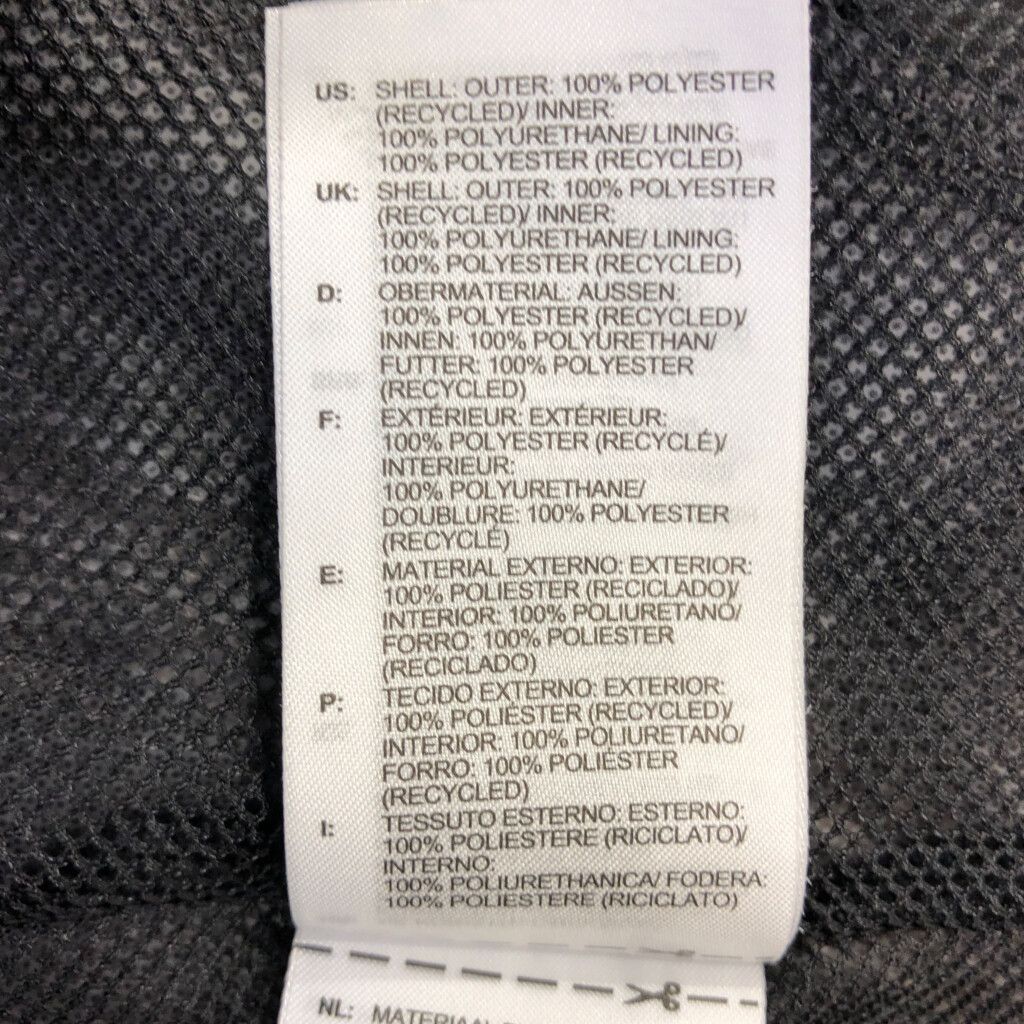 US: SHELL: OUTER: 100% POLYESTER
(RECYCLED)/ INNER:
100% POLYURETHANE/ LINING:
100% POLYESTER (RECYCLED)
UK: SHELL: OUTER: 100% POLYESTER
(RECYCLED)/ INNER:
100% POLYURETHANE/ LINING:
100% POLYESTER (RECYCLED)
D: OBERMATERIAL: AUSSEN:
100% POLYESTER (RECYCLED)/
INNEN: 100% POLYURETHAN/
FUTTER: 100% POLYESTER
(RECYCLED)
F: EXTÉRIEUR: EXTÉRIEUR:
100% POLYESTER (RECYCLÉ)/
INTERIEUR:
100% POLYURETHANE/
DOUBLURE: 100% POLYESTER
(RECYCLÉ)
E: MATERIAL EXTERNO: EXTERIOR:
100% POLIESTER (RECICLADO)/
INTERIOR: 100% POLIURETANO/
FORRO: 100% POLIESTER
(RECICLADO)
P: TECIDO EXTERNO: EXTERIOR:
100% POLIÉSTER (RECYCLED)/
INTERIOR: 100% POLIURETANO/
FORRO: 100% POLIÉSTER
(RECYCLED)
I: TESSUTO ESTERNO: ESTERNO:
100% POLIESTERE (RICICLATO)/
INTERNO:
100% POLIURETHANICA/ FODERA:
100% POLIESTERE (RICICLATO)
NL: